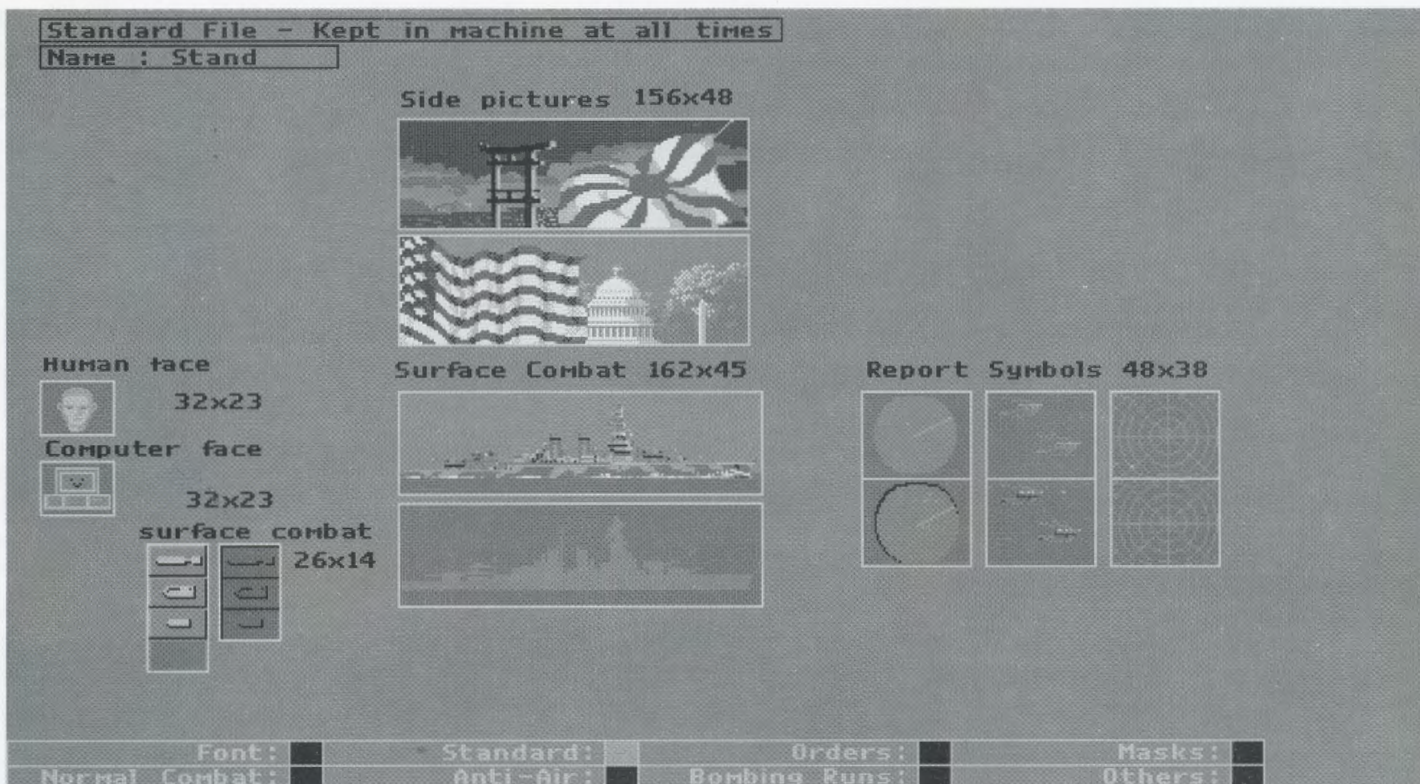 Standard File - Kept in machine at all times
Name : Stand
Side pictures 156x48
Human face
32x23
Computer face
32x23
surface combat
26x14
Surface Combat 162x45
Report Symbols 48x38
Font: Standard: Orders: Masks:
Normal Combat: Anti-Air: Bombing Runs: Others: